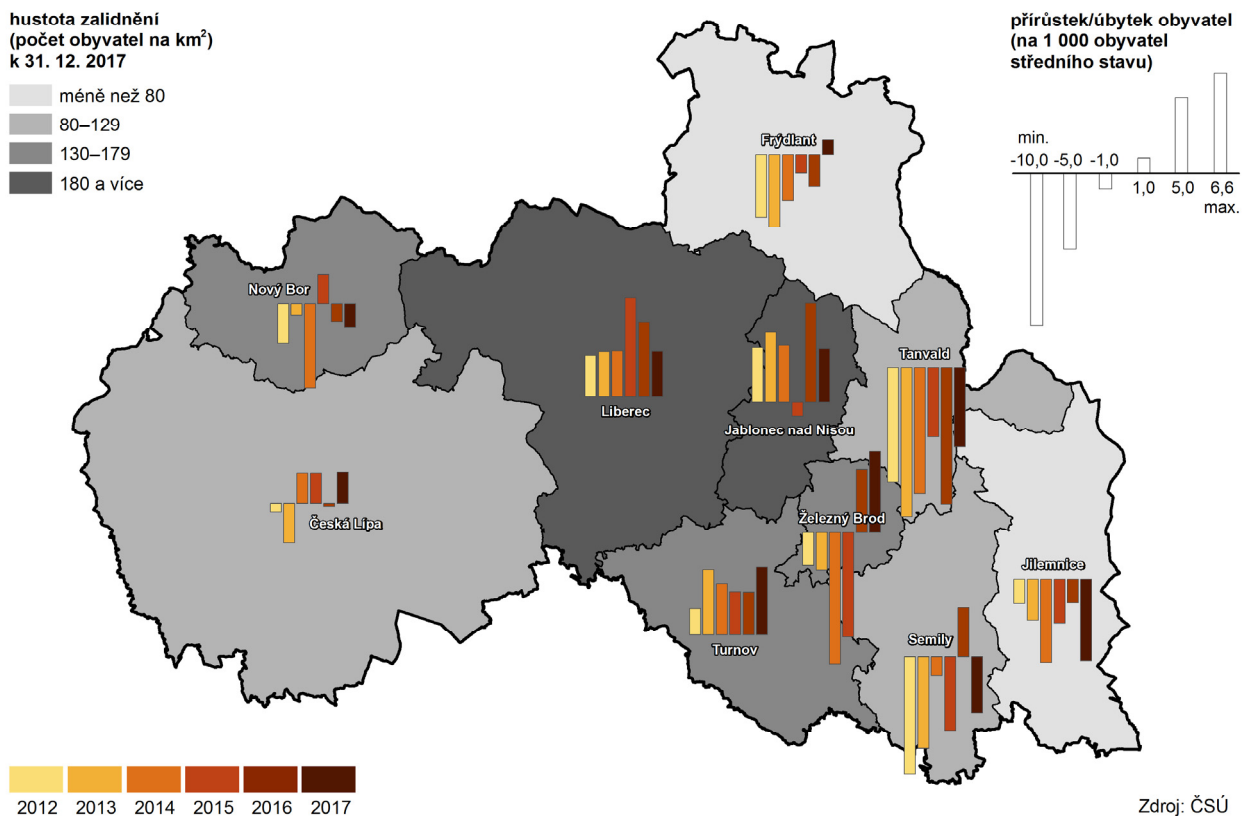 hustota zalidnění
(počet obyvatel na km²)
k 31. 12. 2017
méně než 80
80–129
130–179
180 a více
přírůstek/úbytek obyvatel
(na 1 000 obyvatel
středního stavu)
min.
-10,0 -5,0 -1,0
1,0 5,0 6,6
max.
Frýdlant
Nový Bor
Liberec
Jablonec nad Nisou
Tanvald
Česká Lípa
Železný Brod
Turnov
Semily
Jilemnice
2012 2013 2014 2015 2016 2017
Zdroj: ČSÚ